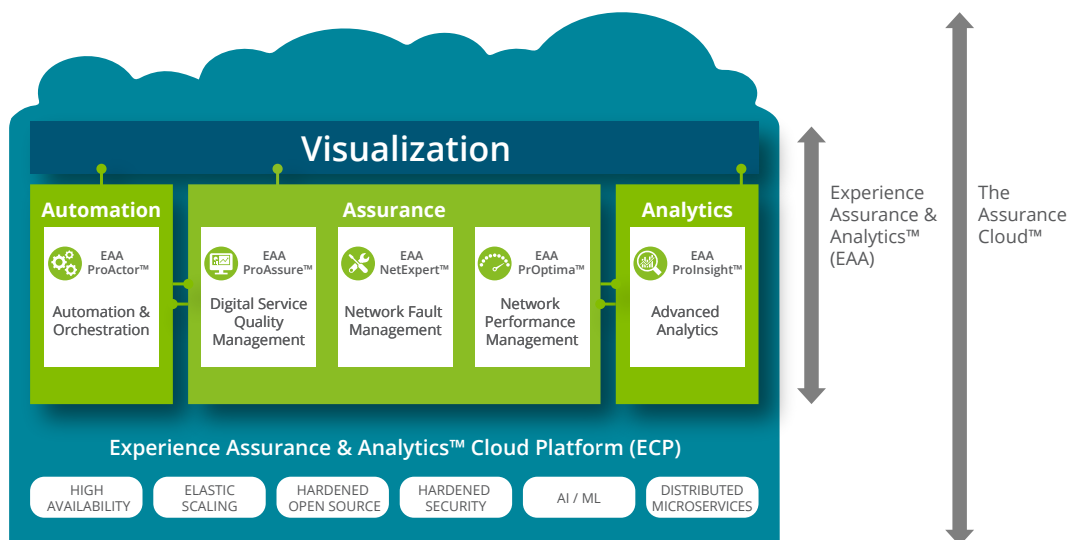 Visualization
Automation
EAA
ProActor™
Automation &
Orchestration
Assurance
EAA
ProAssure™
Digital Service
Quality
Management
EAA
NetExpert™
Network Fault
Management
EAA
PrOptima™
Network
Performance
Management
Analytics
EAA
ProInsight™
Advanced
Analytics
Experience Assurance & Analytics™ Cloud Platform (ECP)
HIGH
AVAILABILITY
ELASTIC
SCALING
HARDENED
OPEN SOURCE
HARDENED
SECURITY
AI / ML
DISTRIBUTED
MICROSERVICES
Experience
Assurance &
Analytics™
(EAA)
The
Assurance
Cloud™